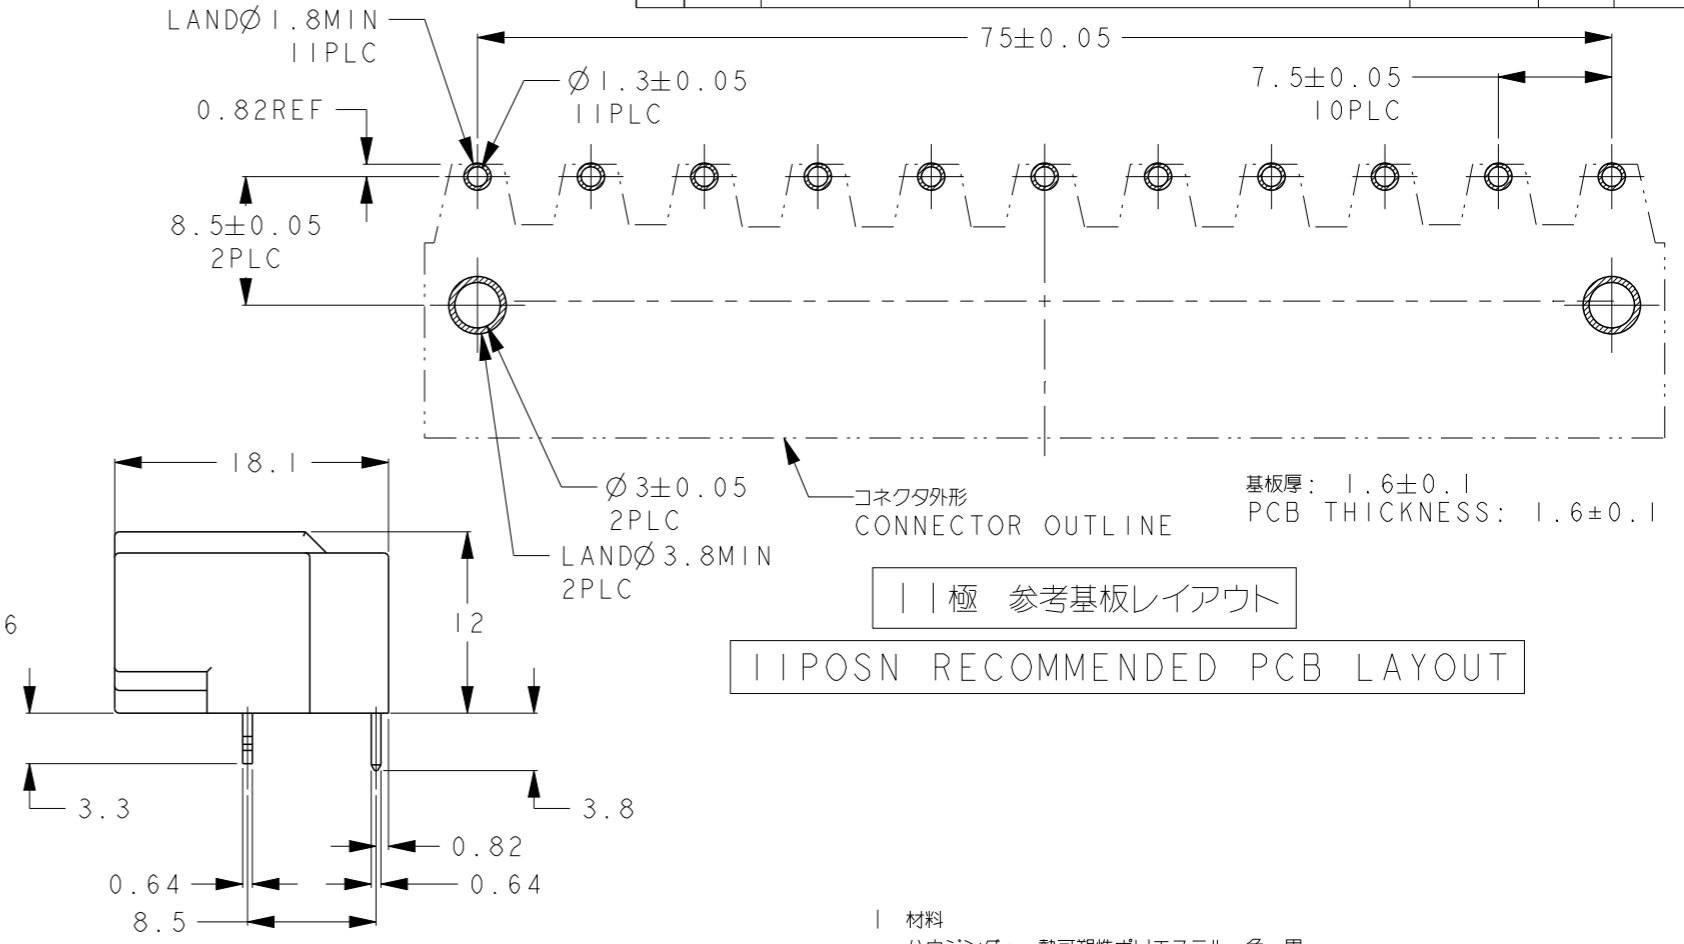 LANDØ1.8MIN
11PLC
75±0.05
Ø1.3±0.05
11PLC
7.5±0.05
10PLC
0.82REF
8.5±0.05
2PLC
18.1
Ø3±0.05
2PLC
LANDØ3.8MIN
2PLC
コネクタ外形
CONNECTOR OUTLINE
基板厚: 1.6±0.1
PCB THICKNESS: 1.6±0.1
11極 参考基板レイアウト
11POSN RECOMMENDED PCB LAYOUT
6
12
3.3
3.8
0.82
0.64
0.64
8.5
1 材料